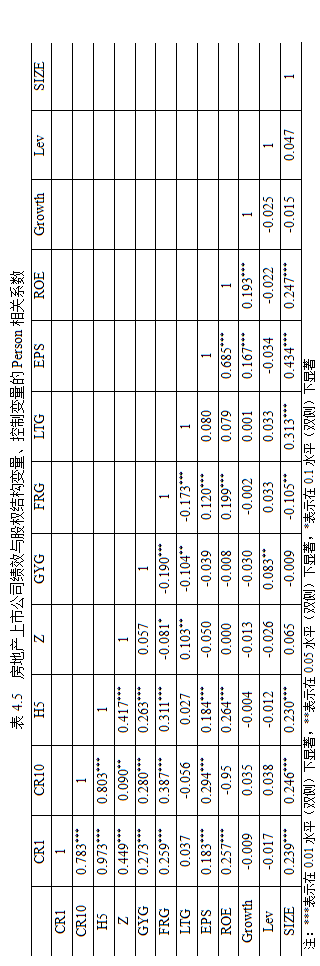 表 4.5 房地产上市公司绩效与股权结构变量、控制变量的 Person 相关系数
CR1 CR10 H5 Z GYG FRG LTG EPS ROE Growth Lev SIZE
CR1 1
CR10 0.783*** 1
H5 0.973*** 0.803*** 1
Z 0.449*** 0.090** 0.417*** 1
GYG 0.273*** 0.280*** 0.263*** 0.057 1
FRG 0.259*** 0.387*** 0.311*** -0.081* -0.190*** 1
LTG 0.037 -0.056 0.027 0.103** -0.104** -0.173*** 1
EPS 0.183*** 0.294*** 0.184*** -0.050 -0.039 0.120*** 0.080 1
ROE 0.257*** -0.95 0.264*** 0.000 -0.008 0.199*** 0.079 0.685*** 1
Growth -0.009 0.035 -0.004 -0.013 -0.030 -0.002 0.001 0.167*** 0.193*** 1
Lev -0.017 0.038 -0.012 -0.026 0.083** 0.033 0.033 -0.034 -0.022 -0.025 1
SIZE 0.239*** 0.246*** 0.230*** 0.065 -0.009 -0.105** 0.313*** 0.434*** 0.247*** -0.015 0.047 1
注：***表示在 0.01 水平（双侧）下显著，**表示在 0.05 水平（双侧）下显著，*表示在 0.1 水平（双侧）下显著